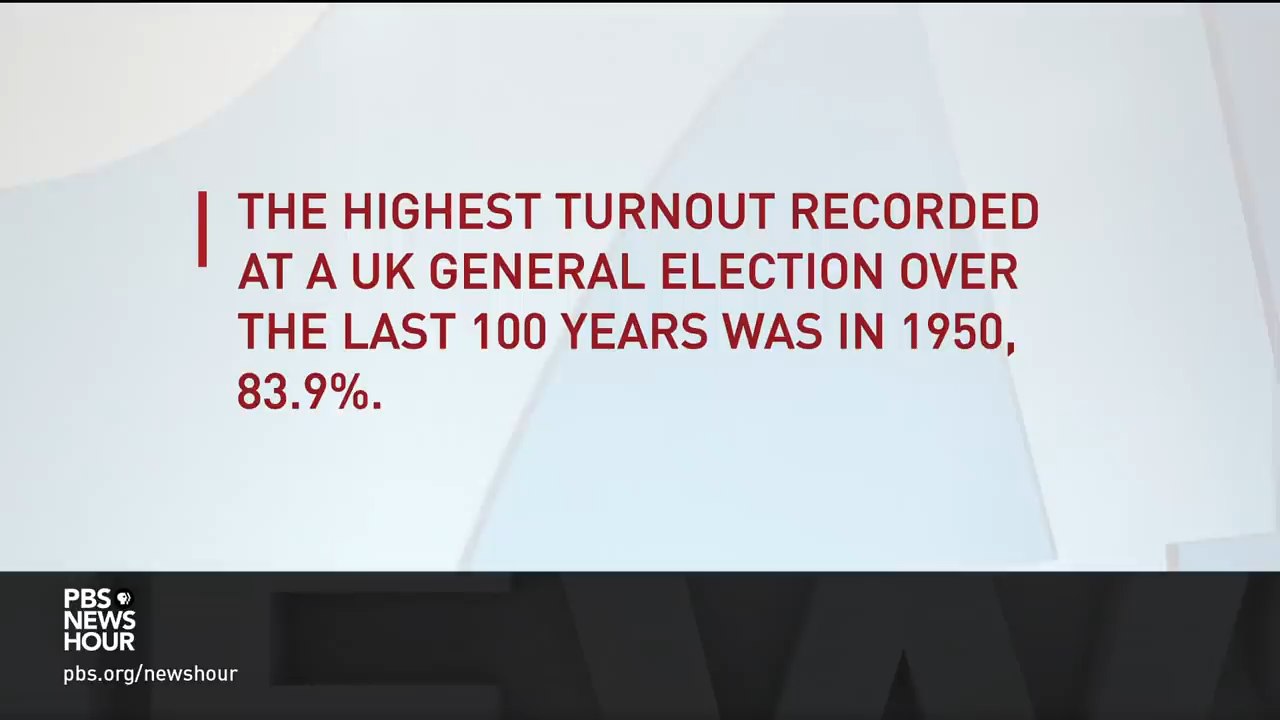 THE HIGHEST TURNOUT RECORDED
AT A UK GENERAL ELECTION OVER
THE LAST 100 YEARS WAS IN 1950,
83.9%.
PBS
NEWS
HOUR
pbs.org/newshour